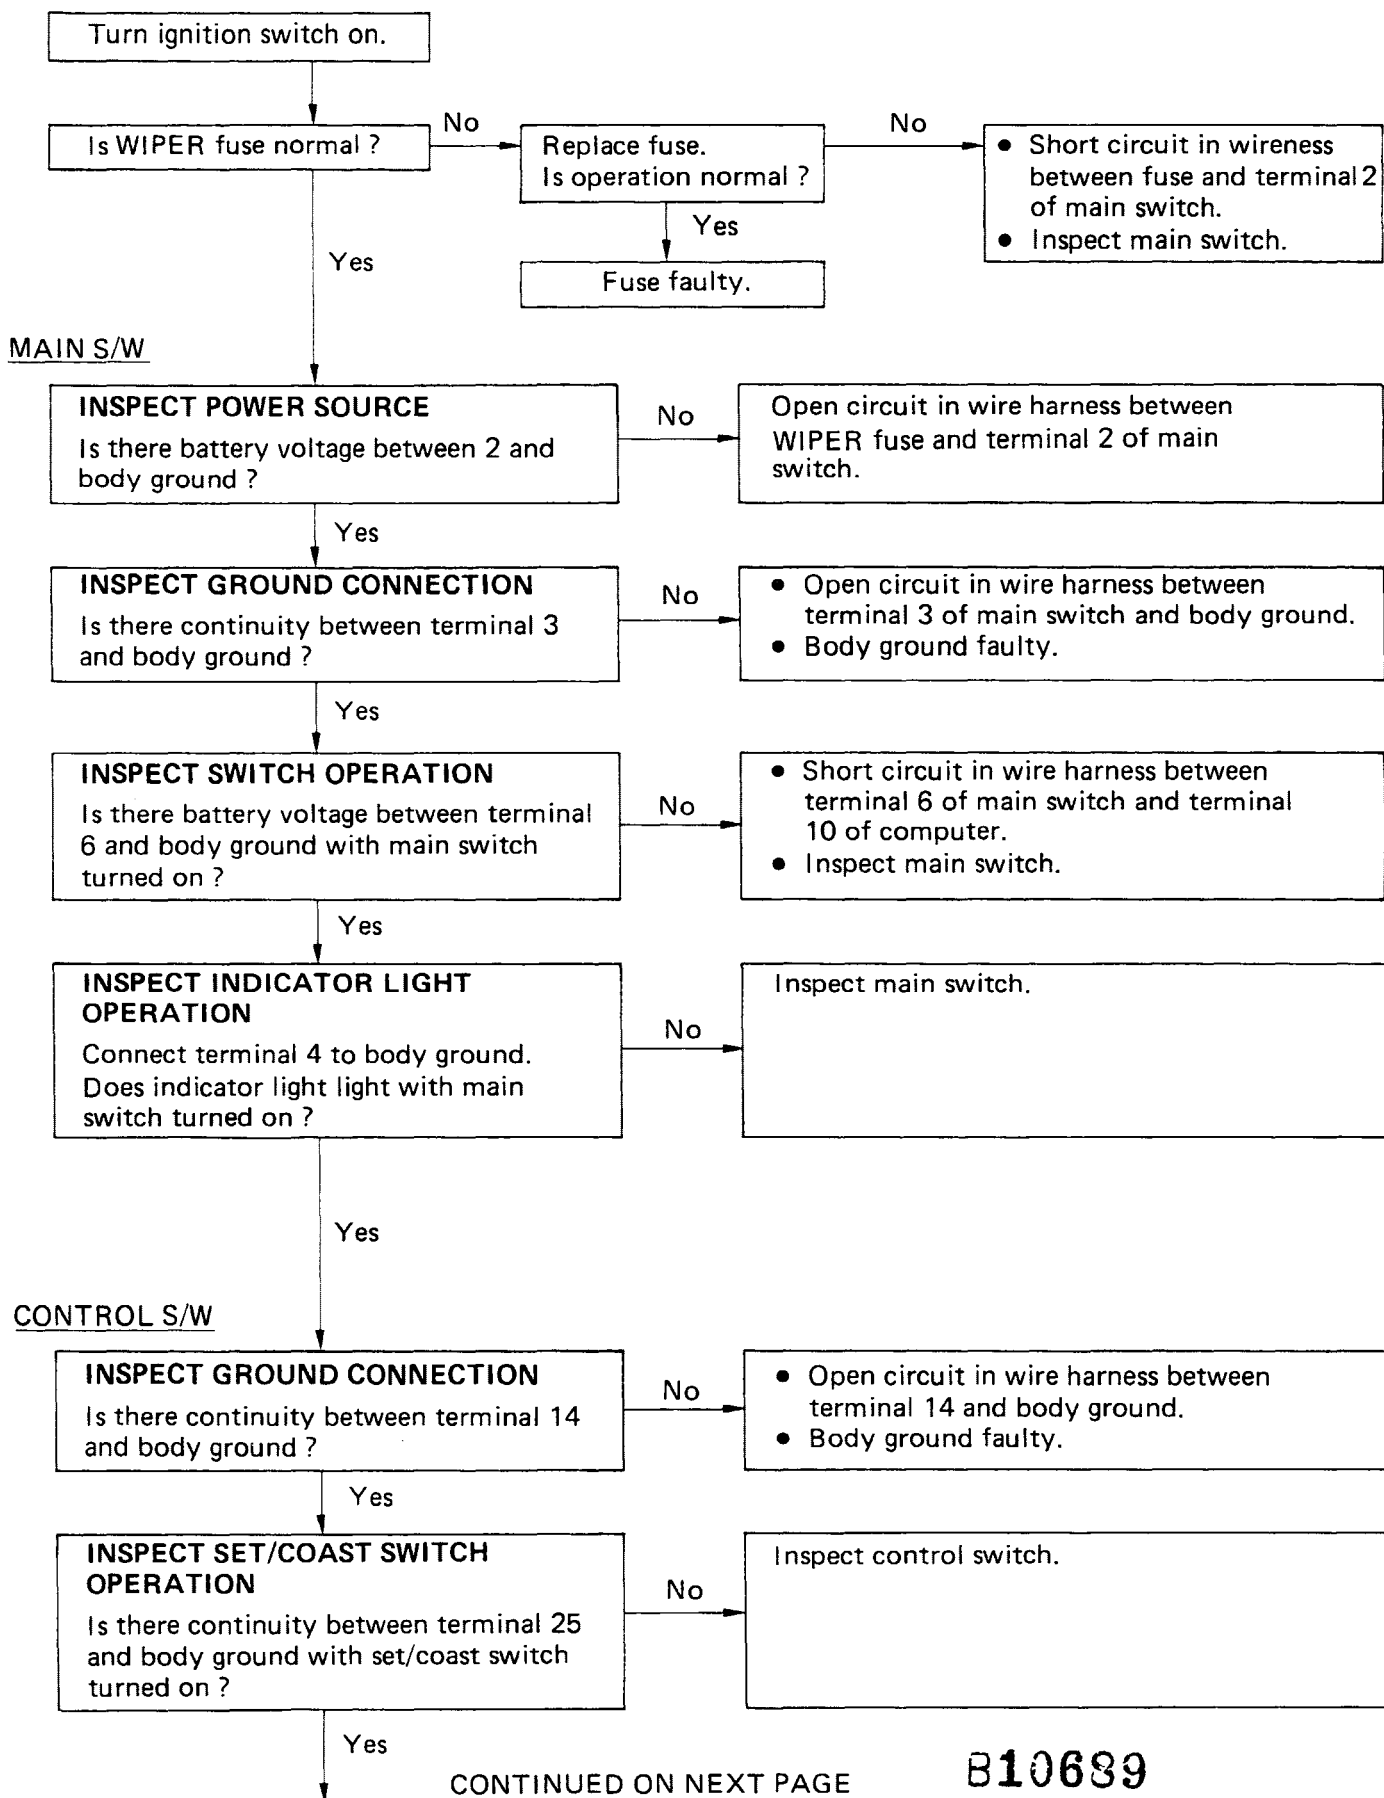 Turn ignition switch on.
Is WIPER fuse normal ?
No
Replace fuse.
Is operation normal ?
No
● Short circuit in wireness
between fuse and terminal 2
of main switch.
● Inspect main switch.
Yes
Fuse faulty.
Yes
MAIN S/W
INSPECT POWER SOURCE
Is there battery voltage between 2 and
body ground ?
No
Open circuit in wire harness between
WIPER fuse and terminal 2 of main
switch.
Yes
INSPECT GROUND CONNECTION
Is there continuity between terminal 3
and body ground ?
No
● Open circuit in wire harness between
terminal 3 of main switch and body ground.
● Body ground faulty.
Yes
INSPECT SWITCH OPERATION
Is there battery voltage between terminal
6 and body ground with main switch
turned on ?
No
● Short circuit in wire harness between
terminal 6 of main switch and terminal
10 of computer.
● Inspect main switch.
Yes
INSPECT INDICATOR LIGHT
OPERATION
Connect terminal 4 to body ground.
Does indicator light light with main
switch turned on ?
No
Inspect main switch.
Yes
CONTROL S/W
INSPECT GROUND CONNECTION
Is there continuity between terminal 14
and body ground ?
No
● Open circuit in wire harness between
terminal 14 and body ground.
● Body ground faulty.
Yes
INSPECT SET/COAST SWITCH
OPERATION
Is there continuity between terminal 25
and body ground with set/coast switch
turned on ?
No
Inspect control switch.
Yes
CONTINUED ON NEXT PAGE
B10689